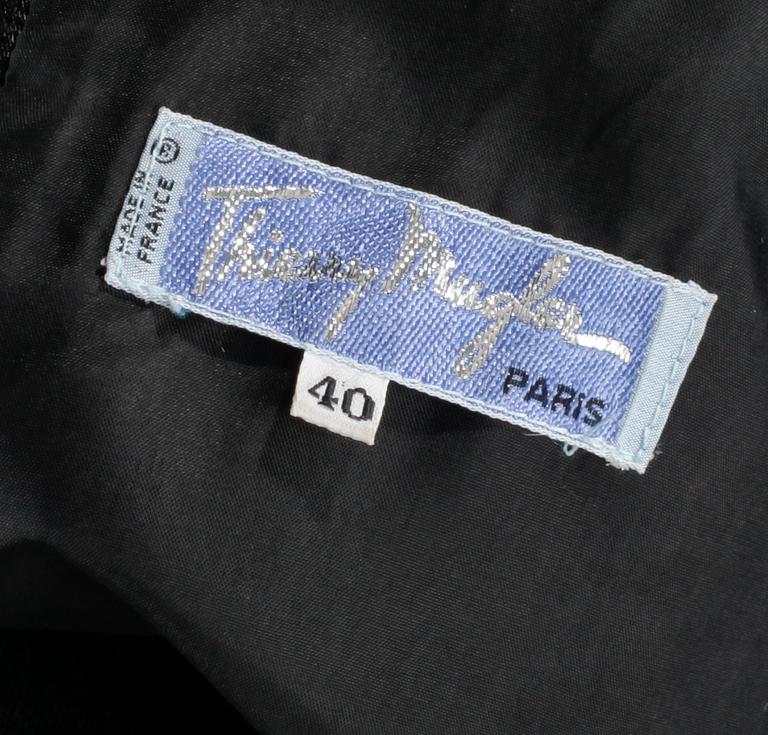 MADE IN
FRANCE ®
Thierry Mugler
PARIS
40